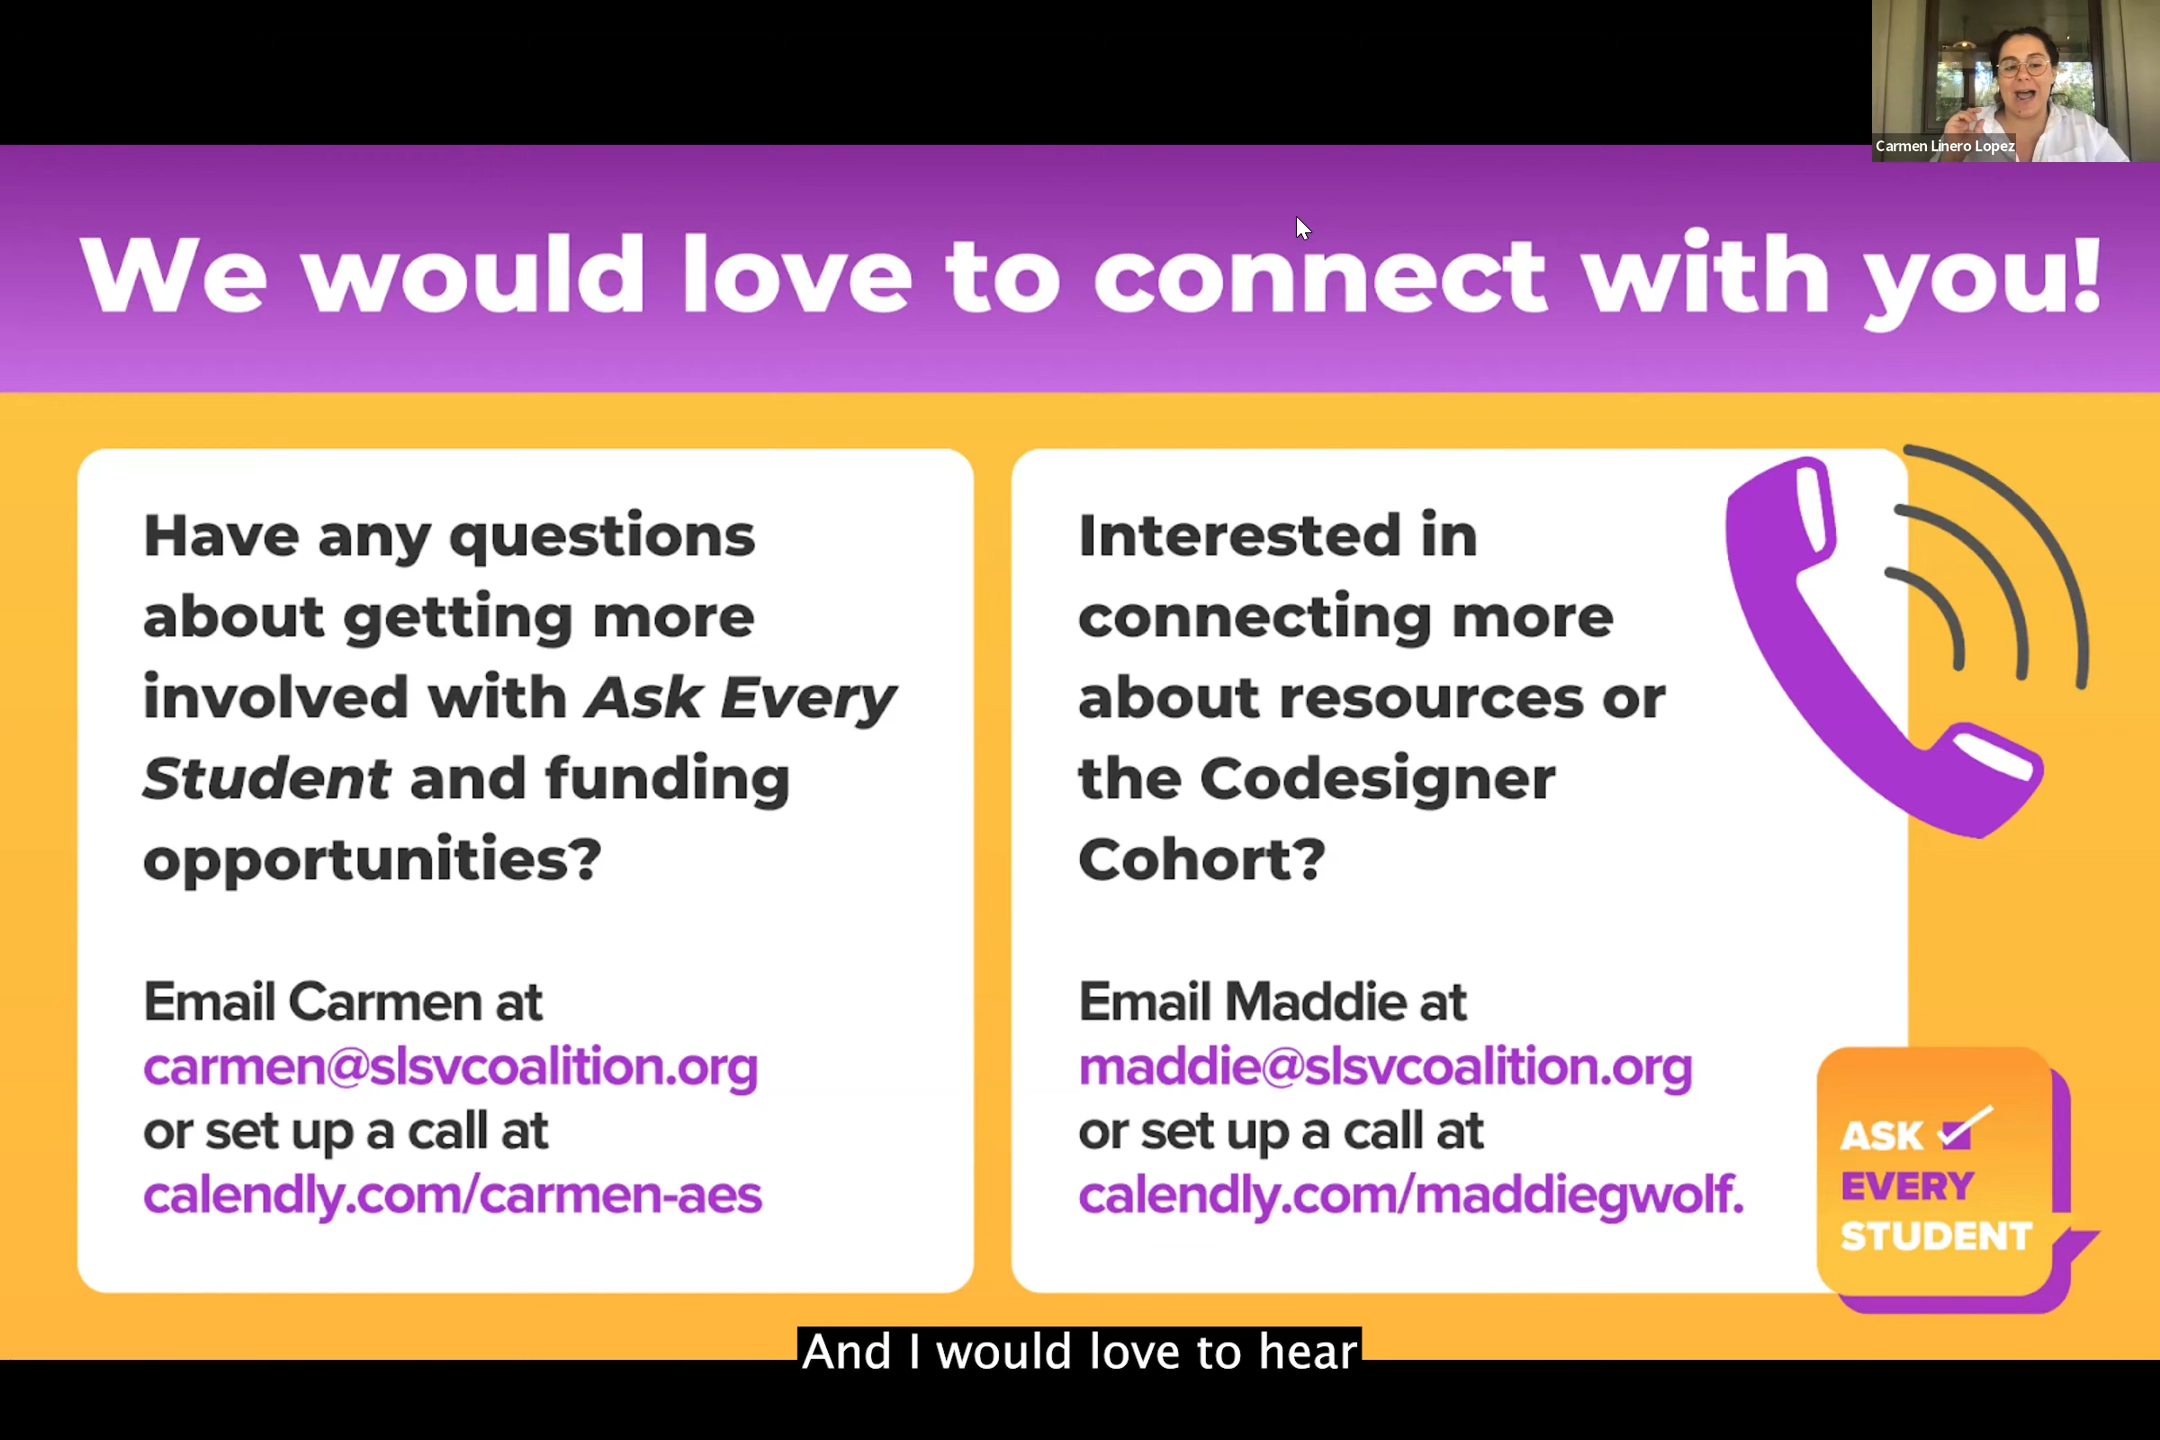 Carmen Linero Lopez
We would love to connect with you!
Have any questions
about getting more
involved with Ask Every
Student and funding
opportunities?
Email Carmen at
carmen@slsvcoalition.org
or set up a call at
calendly.com/carmen-aes
Interested in
connecting more
about resources or
the Codesigner
Cohort?
Email Maddie at
maddie@slsvcoalition.org
or set up a call at
calendly.com/maddiegwolf.
ASK
EVERY
STUDENT
And I would love to hear